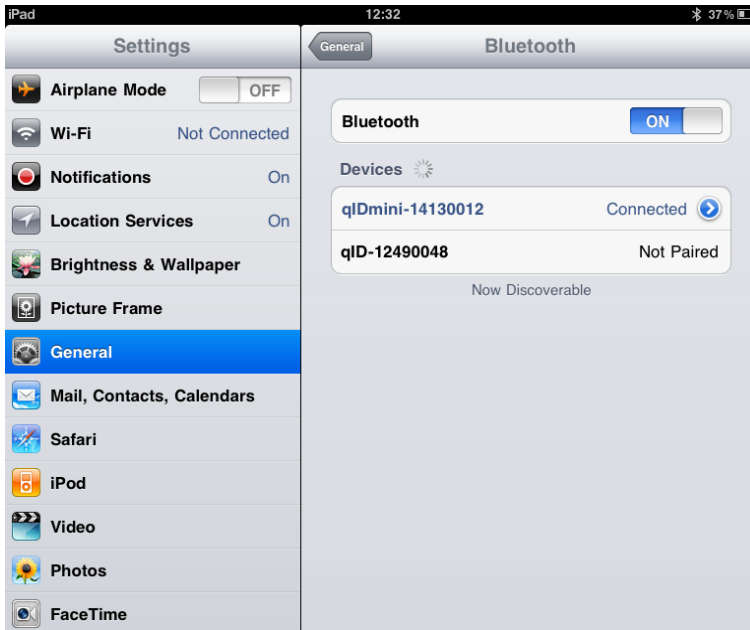 iPad 12:32 37%
Settings
Airplane Mode OFF
Wi-Fi Not Connected
Notifications On
Location Services On
Brightness & Wallpaper
Picture Frame
General
Mail, Contacts, Calendars
Safari
iPod
Video
Photos
FaceTime
General Bluetooth
Bluetooth ON
Devices
qIDmini-14130012 Connected
qID-12490048 Not Paired
Now Discoverable